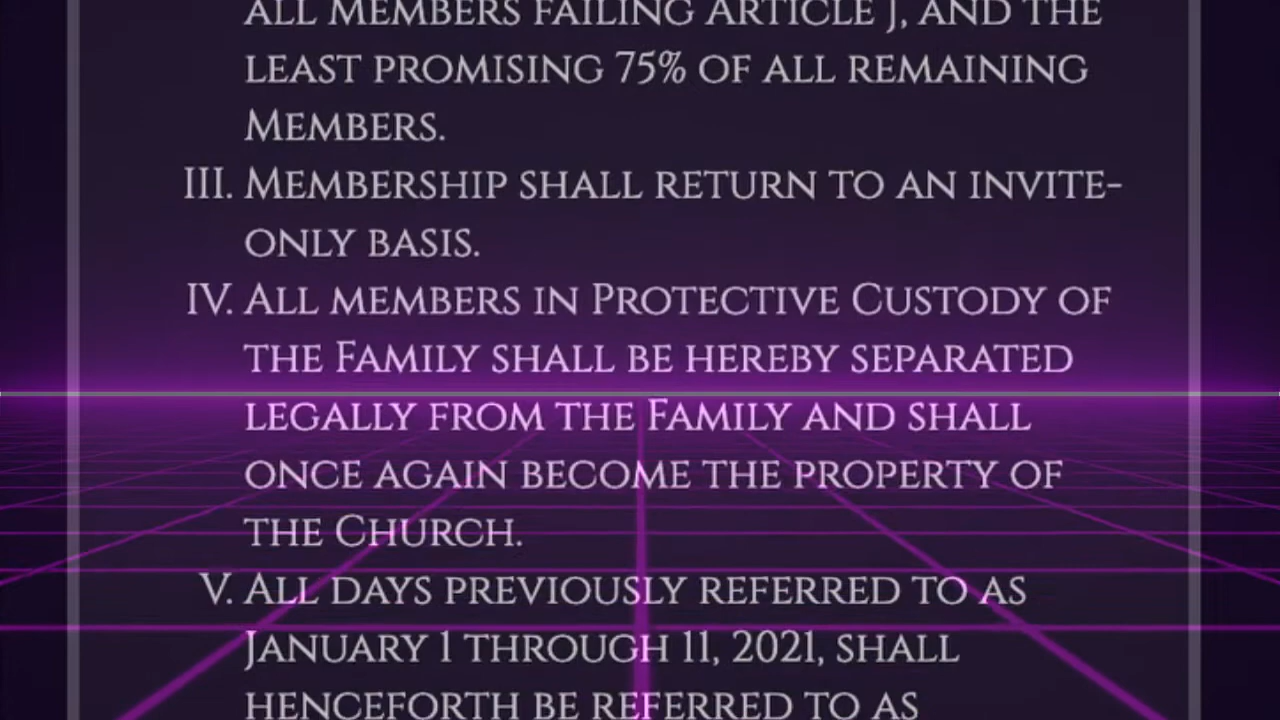 All members failing Article J, and the
least promising 75% of all remaining
Members.
III. Membership shall return to an invite-
only basis.
IV. All members in Protective Custody of
the Family shall be hereby separated
legally from the Family and shall
once again become the property of
the Church.
V. All days previously referred to as
January 1 through 11, 2021, shall
henceforth be referred to as